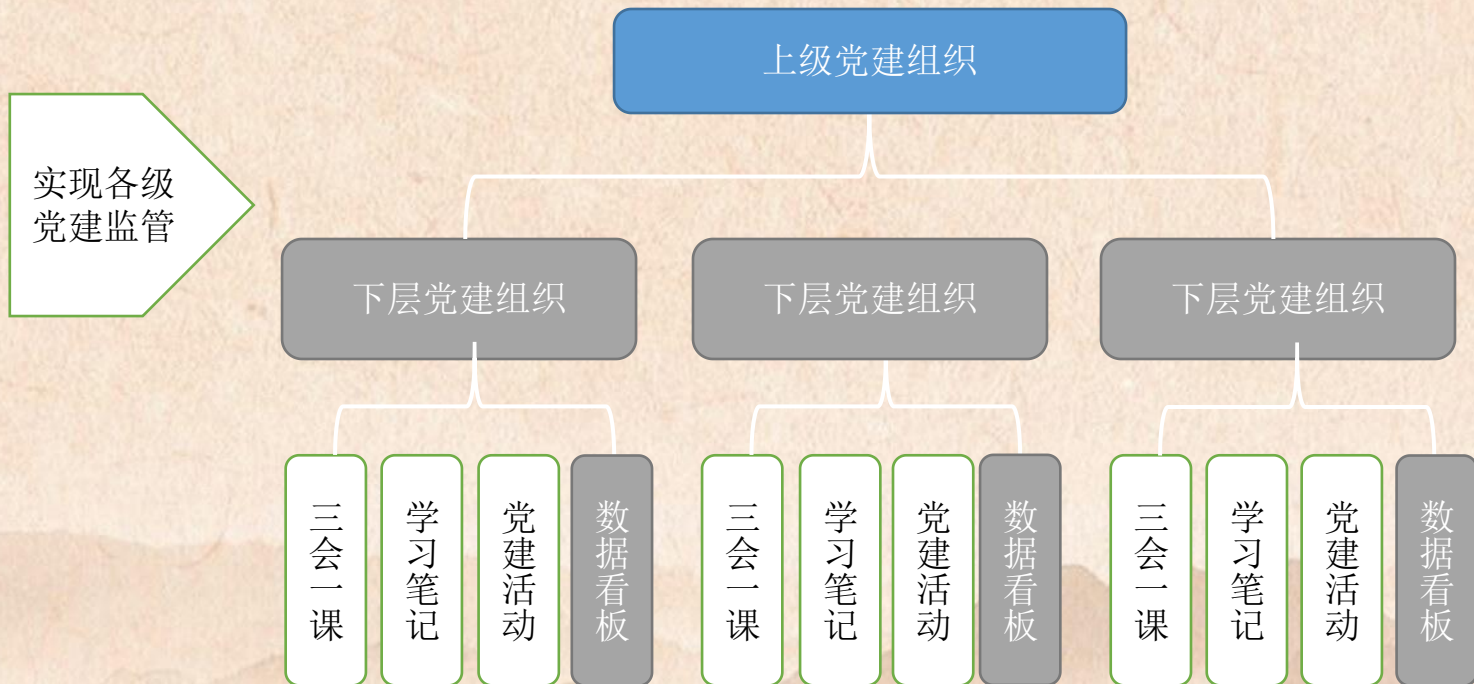 上级党建组织
实现各级
党建监管
下层党建组织
下层党建组织
下层党建组织
三会一课
学习笔记
党建活动
数据看板
三会一课
学习笔记
党建活动
数据看板
三会一课
学习笔记
党建活动
数据看板